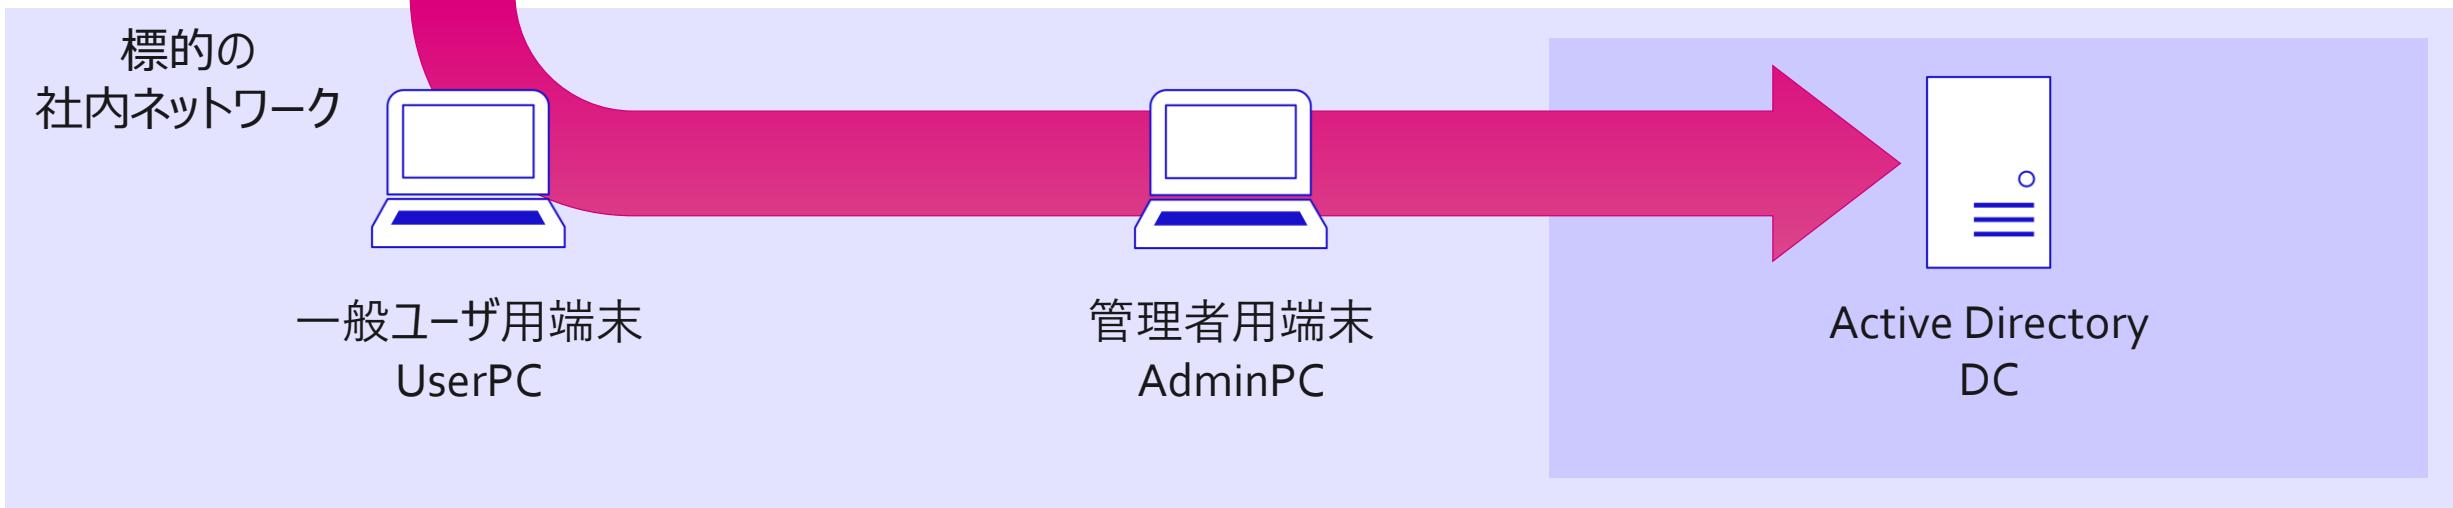 標的の
社内ネットワーク
一般ユーザ用端末
UserPC
管理者用端末
AdminPC
Active Directory
DC